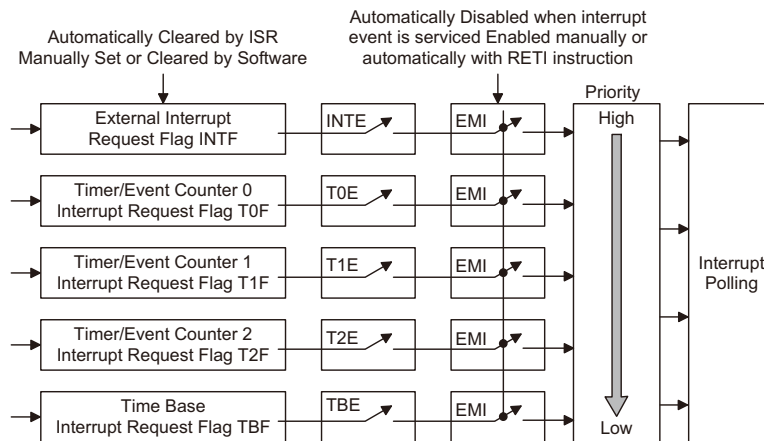 Automatically Cleared by ISR
Manually Set or Cleared by Software
Automatically Disabled when interrupt
event is serviced Enabled manually or
automatically with RETI instruction
Priority
External Interrupt
Request Flag INTF
INTE
EMI
High
Timer/Event Counter 0
Interrupt Request Flag T0F
T0E
EMI
Timer/Event Counter 1
Interrupt Request Flag T1F
T1E
EMI
Interrupt
Polling
Timer/Event Counter 2
Interrupt Request Flag T2F
T2E
EMI
Time Base
Interrupt Request Flag TBF
TBE
EMI
Low